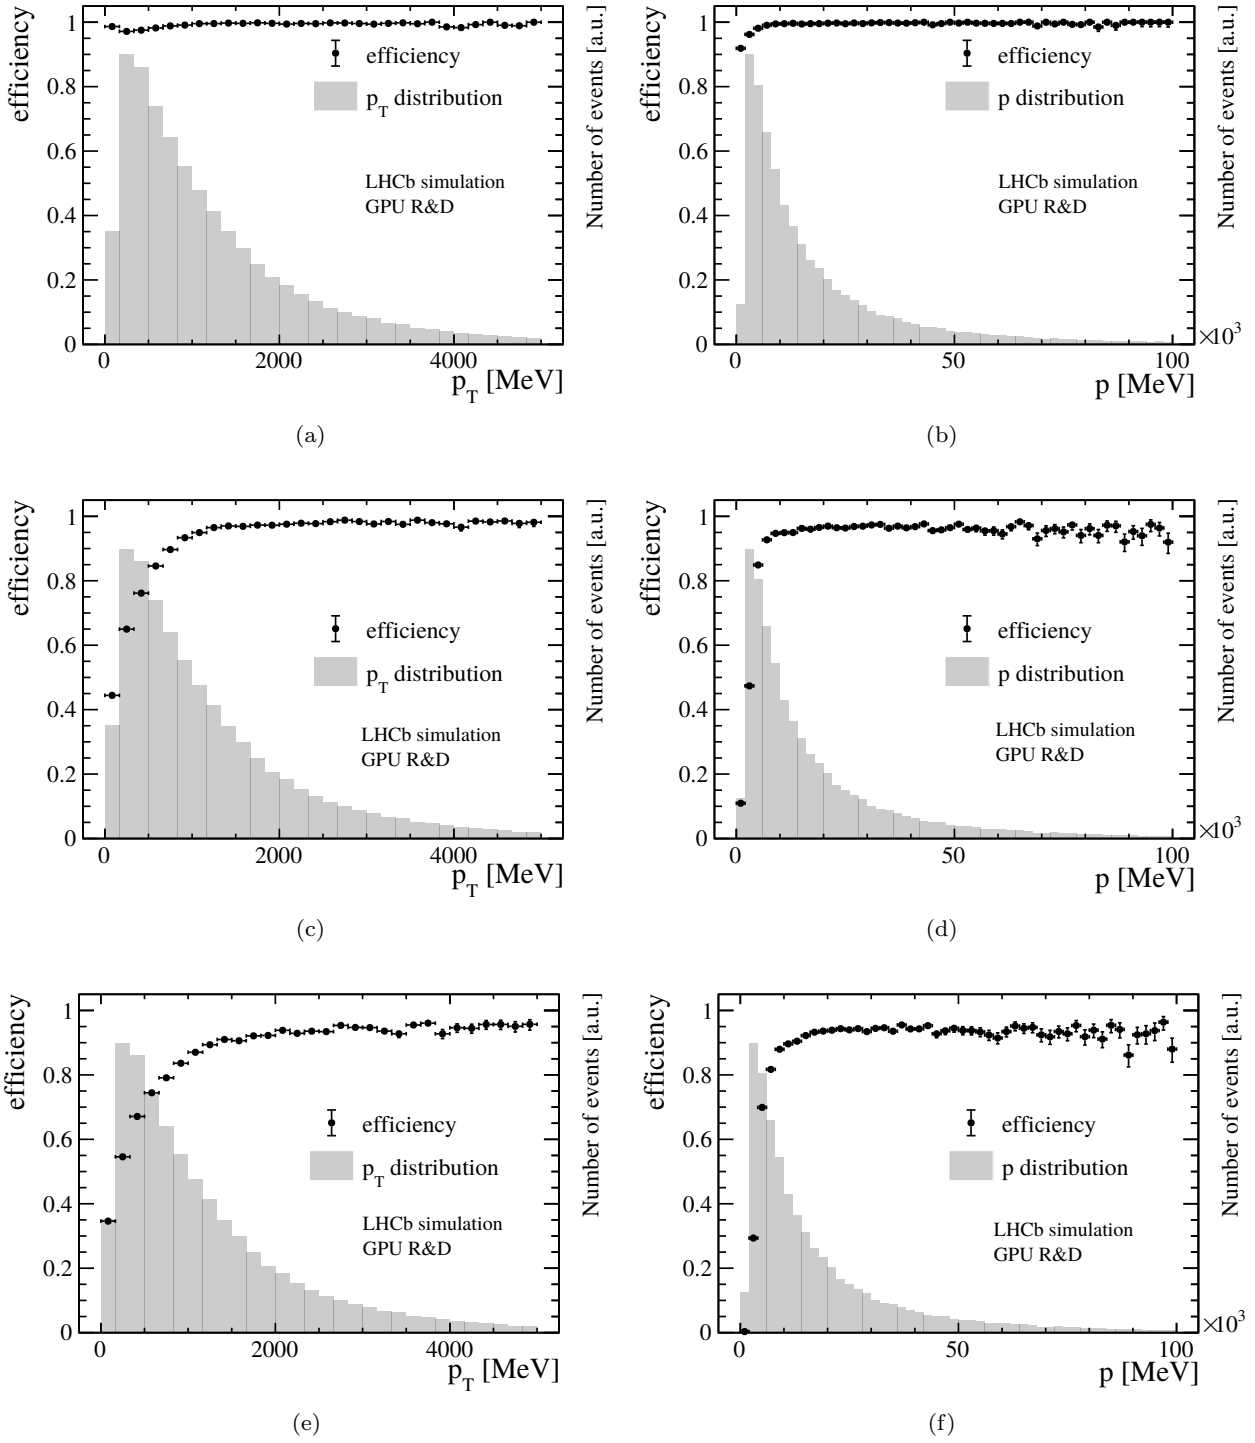 efficiency
Number of events [a.u.]
1
0.8
0.6
0.4
0.2
0
efficiency
p_T distribution
LHCb simulation
GPU R&D
0 2000 4000
p_T [MeV]
(a)
efficiency
Number of events [a.u.]
1
0.8
0.6
0.4
0.2
0
efficiency
p distribution
LHCb simulation
GPU R&D
×10³
0 50 100
p [MeV]
(b)
efficiency
Number of events [a.u.]
1
0.8
0.6
0.4
0.2
0
efficiency
p_T distribution
LHCb simulation
GPU R&D
0 2000 4000
p_T [MeV]
(c)
efficiency
Number of events [a.u.]
1
0.8
0.6
0.4
0.2
0
efficiency
p distribution
LHCb simulation
GPU R&D
×10³
0 50 100
p [MeV]
(d)
efficiency
Number of events [a.u.]
1
0.8
0.6
0.4
0.2
0
efficiency
p_T distribution
LHCb simulation
GPU R&D
0 2000 4000
p_T [MeV]
(e)
efficiency
Number of events [a.u.]
1
0.8
0.6
0.4
0.2
0
efficiency
p distribution
LHCb simulation
GPU R&D
×10³
0 50 100
p [MeV]
(f)